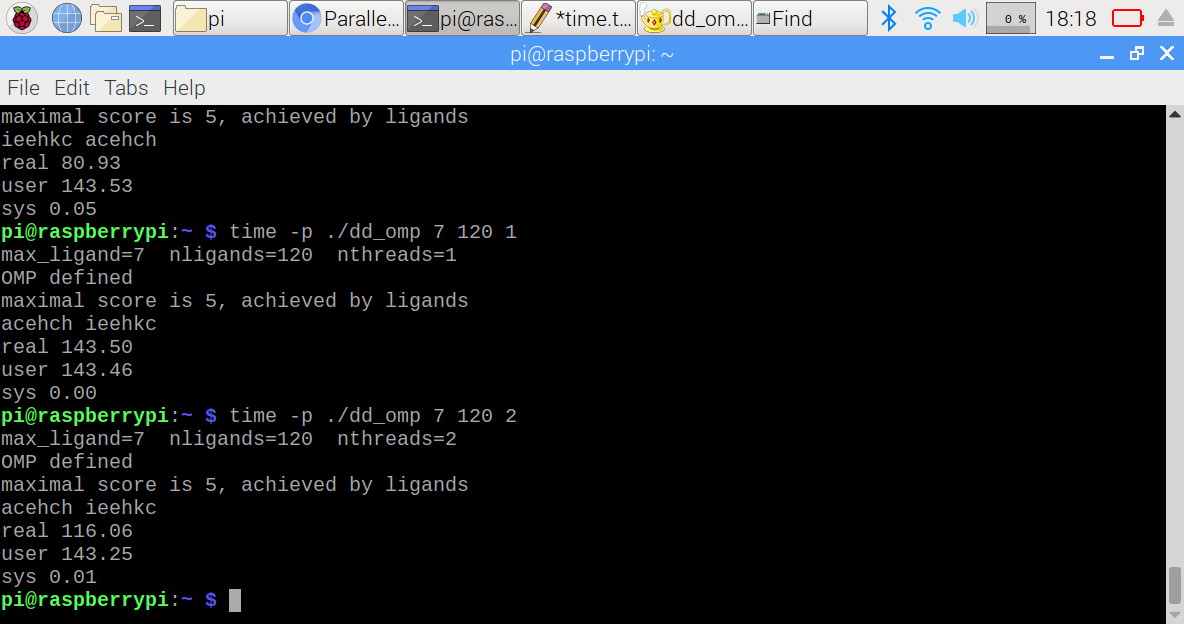 pi Paralle... pi@ras... *time.t... dd_om... Find 0 % 18:18
pi@raspberrypi: ~
File Edit Tabs Help
maximal score is 5, achieved by ligands
ieehkc acehch
real 80.93
user 143.53
sys 0.05
pi@raspberrypi:~ $ time -p ./dd_omp 7 120 1
max_ligand=7  nligands=120  nthreads=1
OMP defined
maximal score is 5, achieved by ligands
acehch ieehkc
real 143.50
user 143.46
sys 0.00
pi@raspberrypi:~ $ time -p ./dd_omp 7 120 2
max_ligand=7  nligands=120  nthreads=2
OMP defined
maximal score is 5, achieved by ligands
acehch ieehkc
real 116.06
user 143.25
sys 0.01
pi@raspberrypi:~ $